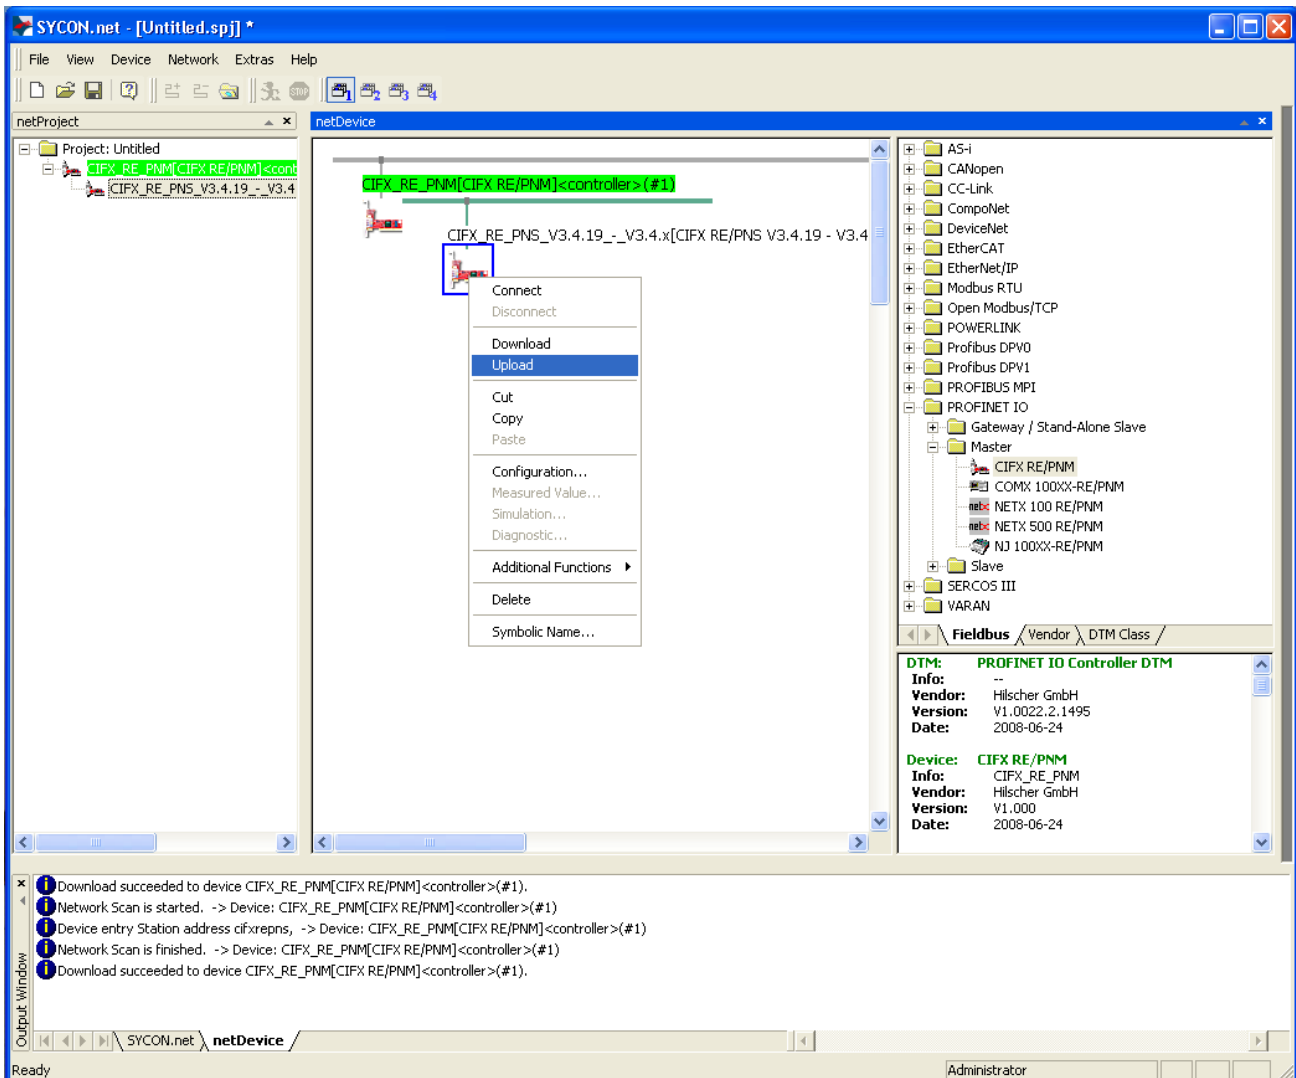 SYCON.net - [Untitled.spj] *
File View Device Network Extras Help
netProject
netDevice
Project: Untitled
CIFX_RE_PNM[CIFX RE/PNM]<cont
CIFX_RE_PNS_V3.4.19_-_V3.4
CIFX_RE_PNM[CIFX RE/PNM]<controller>(#1)
CIFX_RE_PNS_V3.4.19_-_V3.4.x[CIFX RE/PNS V3.4.19 - V3.4
Connect
Disconnect
Download
Upload
Cut
Copy
Paste
Configuration...
Measured Value...
Simulation...
Diagnostic...
Additional Functions
Delete
Symbolic Name...
AS-i
CANopen
CC-Link
CompoNet
DeviceNet
EtherCAT
EtherNet/IP
Modbus RTU
Open Modbus/TCP
POWERLINK
Profibus DPV0
Profibus DPV1
PROFIBUS MPI
PROFINET IO
Gateway / Stand-Alone Slave
Master
CIFX RE/PNM
COMX 100XX-RE/PNM
netX NETX 100 RE/PNM
netX NETX 500 RE/PNM
NJ 100XX-RE/PNM
Slave
SERCOS III
VARAN
Fieldbus Vendor DTM Class
DTM: PROFINET IO Controller DTM
Info: --
Vendor: Hilscher GmbH
Version: V1.0022.2.1495
Date: 2008-06-24
Device: CIFX RE/PNM
Info: CIFX_RE_PNM
Vendor: Hilscher GmbH
Version: V1.000
Date: 2008-06-24
Download succeeded to device CIFX_RE_PNM[CIFX RE/PNM]<controller>(#1).
Network Scan is started. -> Device: CIFX_RE_PNM[CIFX RE/PNM]<controller>(#1)
Device entry Station address cifxrepns, -> Device: CIFX_RE_PNM[CIFX RE/PNM]<controller>(#1)
Network Scan is finished. -> Device: CIFX_RE_PNM[CIFX RE/PNM]<controller>(#1)
Download succeeded to device CIFX_RE_PNM[CIFX RE/PNM]<controller>(#1).
Output Window
SYCON.net netDevice
Ready
Administrator